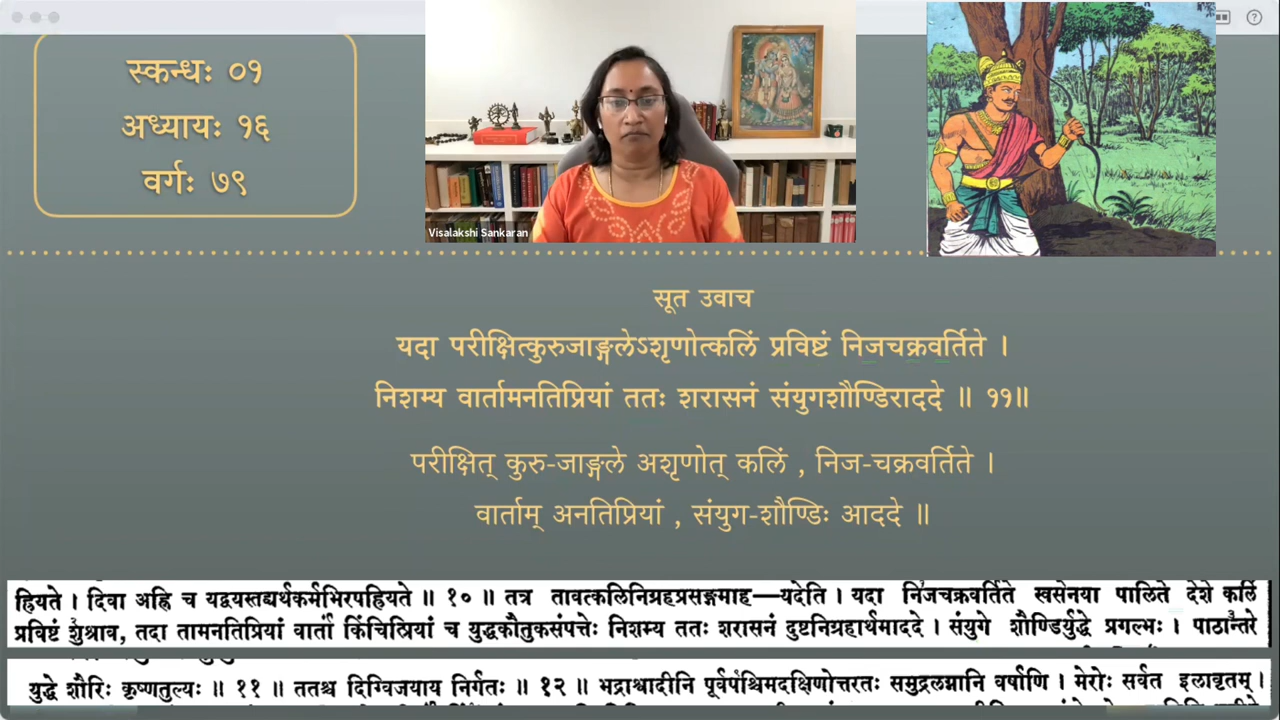 स्कन्धः ०१
अध्यायः १६
वर्गः ७९
Visalakshi Sankaran
सूत उवाच
यदा परीक्षित्कुरुजाङ्गलेऽशृणोत्कलिं प्रविष्टं निजचक्रवर्तिते ।
निशम्य वार्तामनतिप्रियां ततः शरासनं संयुगशौण्डिराददे ॥ ११॥
परीक्षित् कुरु-जाङ्गले अशृणोत् कलिं , निज-चक्रवर्तिते ।
वार्ताम् अनतिप्रियां , संयुग-शौण्डिः आददे ॥
ह्रियते । दिवा अह्नि च यद्वयस्तद्व्यर्थकर्मभिरपह्रियते ॥ १० ॥ तत्र तावत्कलिनिग्रहप्रसङ्गमाह—यदेति । यदा निजचक्रवर्तिते स्वसेनया पालिते देशे कलिं
प्रविष्टं शुश्राव, तदा तामनतिप्रियां वार्तां किंचित्प्रियां च युद्धकौतुकसंपत्तेः निशम्य ततः शरासनं दुष्टनिग्रहार्थमाददे । संयुगे शौण्डिर्युद्धे प्रगल्भः । पाठान्तरे
युद्धे शौरिः कृष्णतुल्यः ॥ ११ ॥ ततश्च दिग्विजयाय निर्गतः ॥ १२ ॥ भद्राश्वादीनि पूर्वपश्चिमदक्षिणोत्तरतः समुद्रलग्नानि वर्षाणि । मेरोः सर्वत इलावृतम् ।